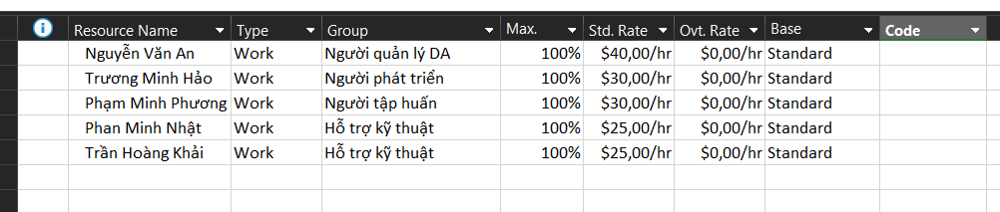 Resource Name Type Group Max. Std. Rate Ovt. Rate Base Code
Nguyễn Văn An Work Người quản lý DA 100% $40,00/hr $0,00/hr Standard
Trương Minh Hảo Work Người phát triển 100% $30,00/hr $0,00/hr Standard
Phạm Minh Phương Work Người tập huấn 100% $30,00/hr $0,00/hr Standard
Phan Minh Nhật Work Hỗ trợ kỹ thuật 100% $25,00/hr $0,00/hr Standard
Trần Hoàng Khải Work Hỗ trợ kỹ thuật 100% $25,00/hr $0,00/hr Standard